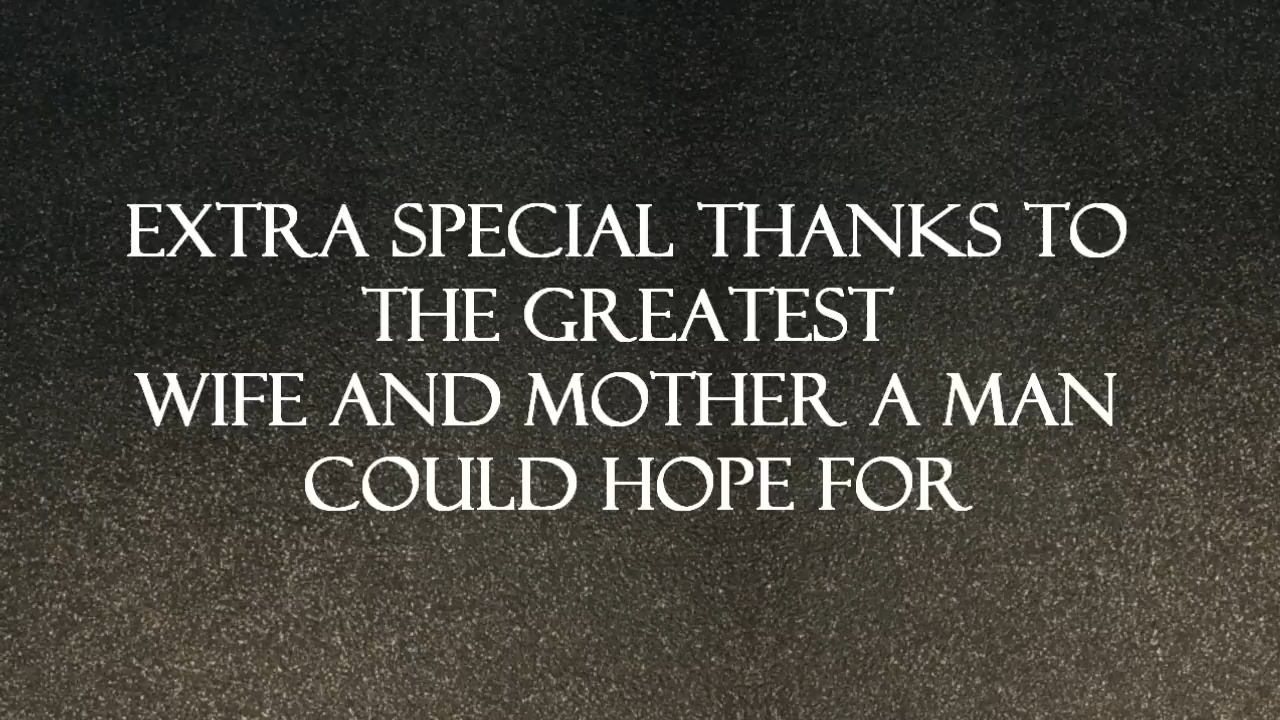 EXTRA SPECIAL THANKS TO
THE GREATEST
WIFE AND MOTHER A MAN
COULD HOPE FOR